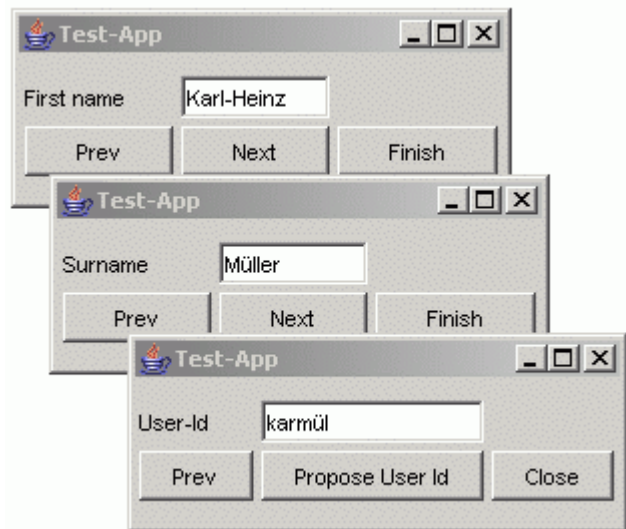 Test-App
First name Karl-Heinz
Prev Next Finish
Test-App
Surname Müller
Prev Next Finish
Test-App
User-Id karmül
Prev Propose User Id Close